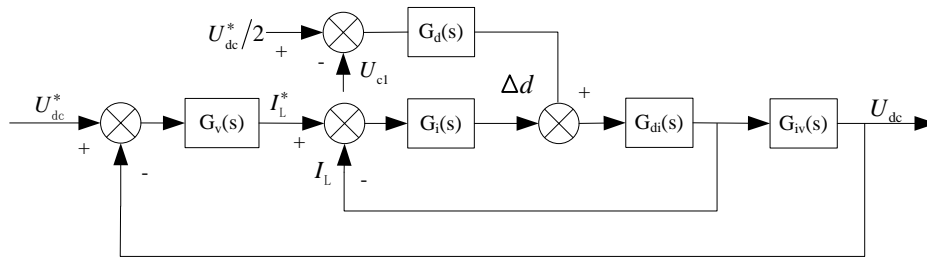 U*dc/2
+
-
Gd(s)
Uc1
Δd
U*dc
+
-
Gv(s)
I*L
+
-
IL
Gi(s)
+
Gdi(s)
Giv(s)
Udc